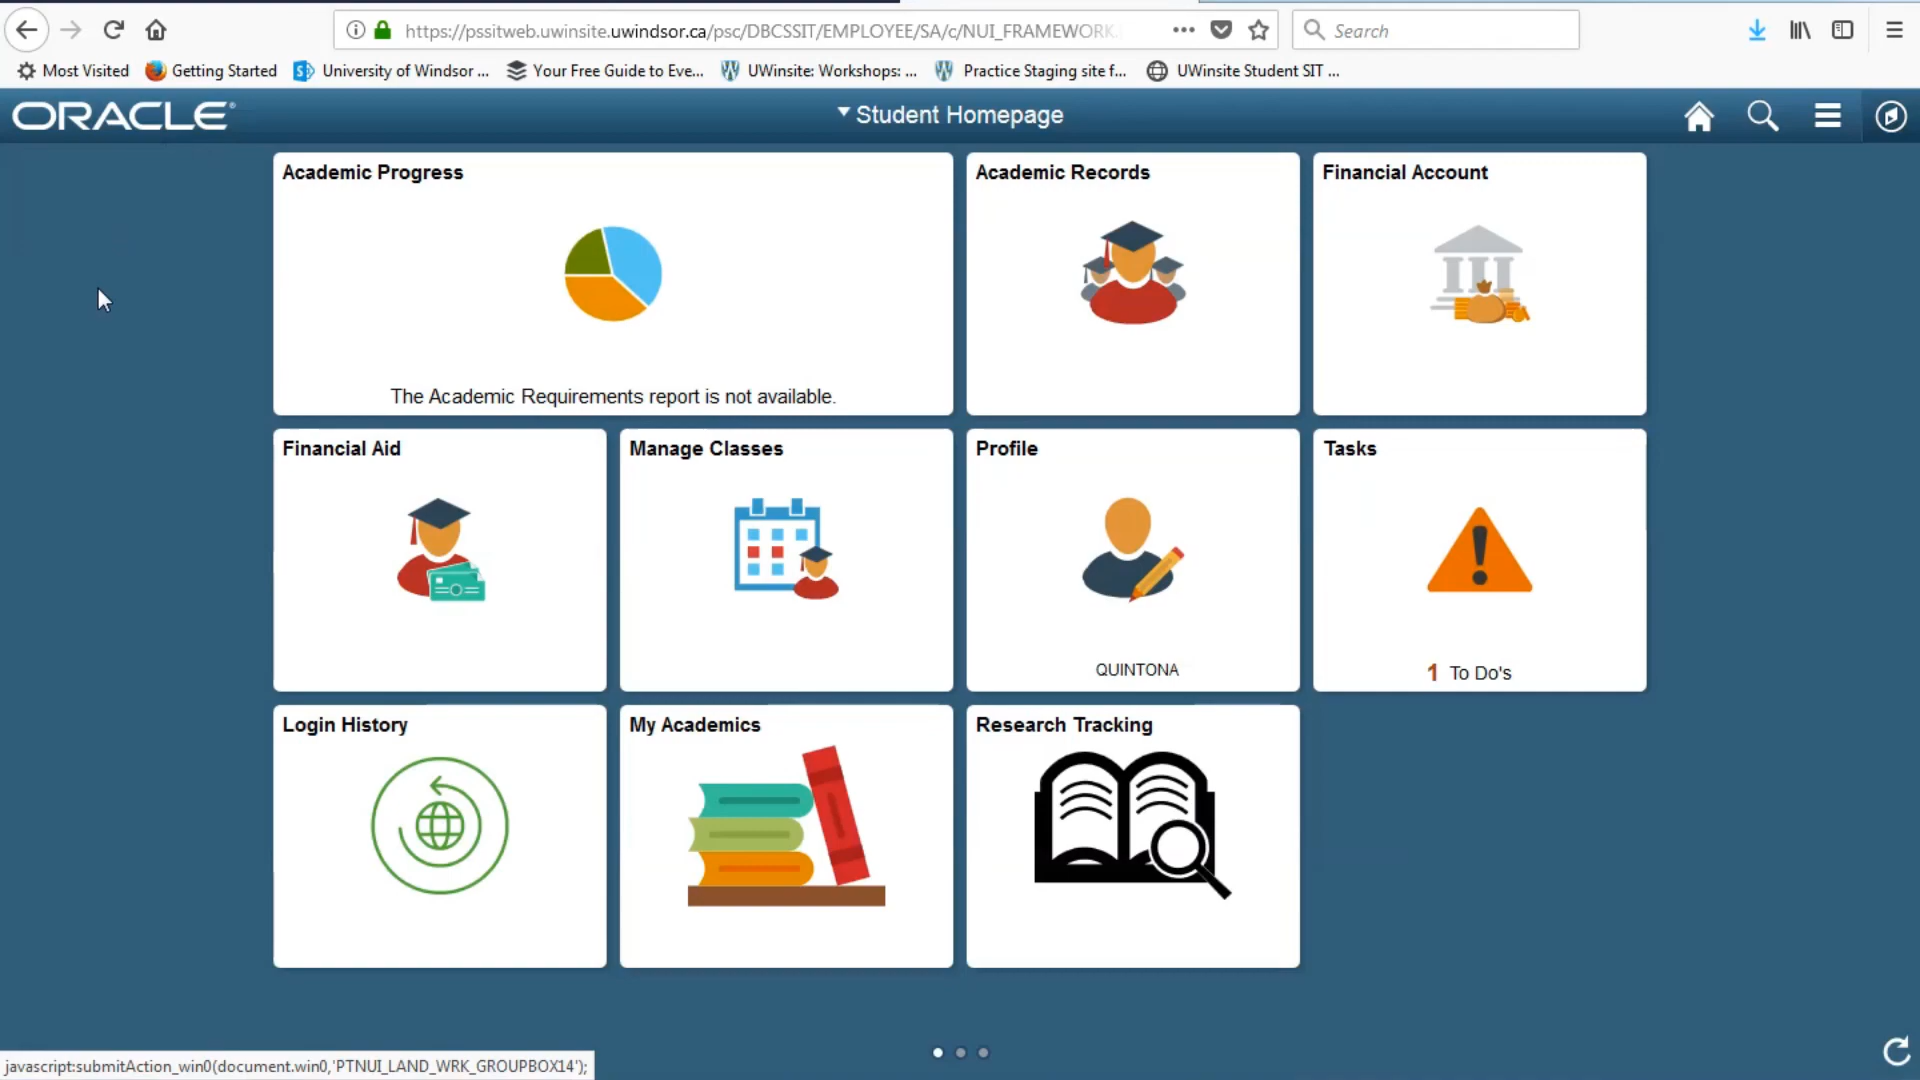 https://pssitweb.uwinsite.uwindsor.ca/psc/DBCSSIT/EMPLOYEE/SA/c/NUI_FRAMEWORK.
Search
Most Visited
Getting Started
University of Windsor ...
Your Free Guide to Eve...
UWinsite: Workshops: ...
Practice Staging site f...
UWinsite Student SIT ...
ORACLE®
Student Homepage
Academic Progress
The Academic Requirements report is not available.
Academic Records
Financial Account
Financial Aid
Manage Classes
Profile
QUINTONA
Tasks
1 To Do's
Login History
My Academics
Research Tracking
javascript:submitAction_win0(document.win0,'PTNUI_LAND_WRK_GROUPBOX14');